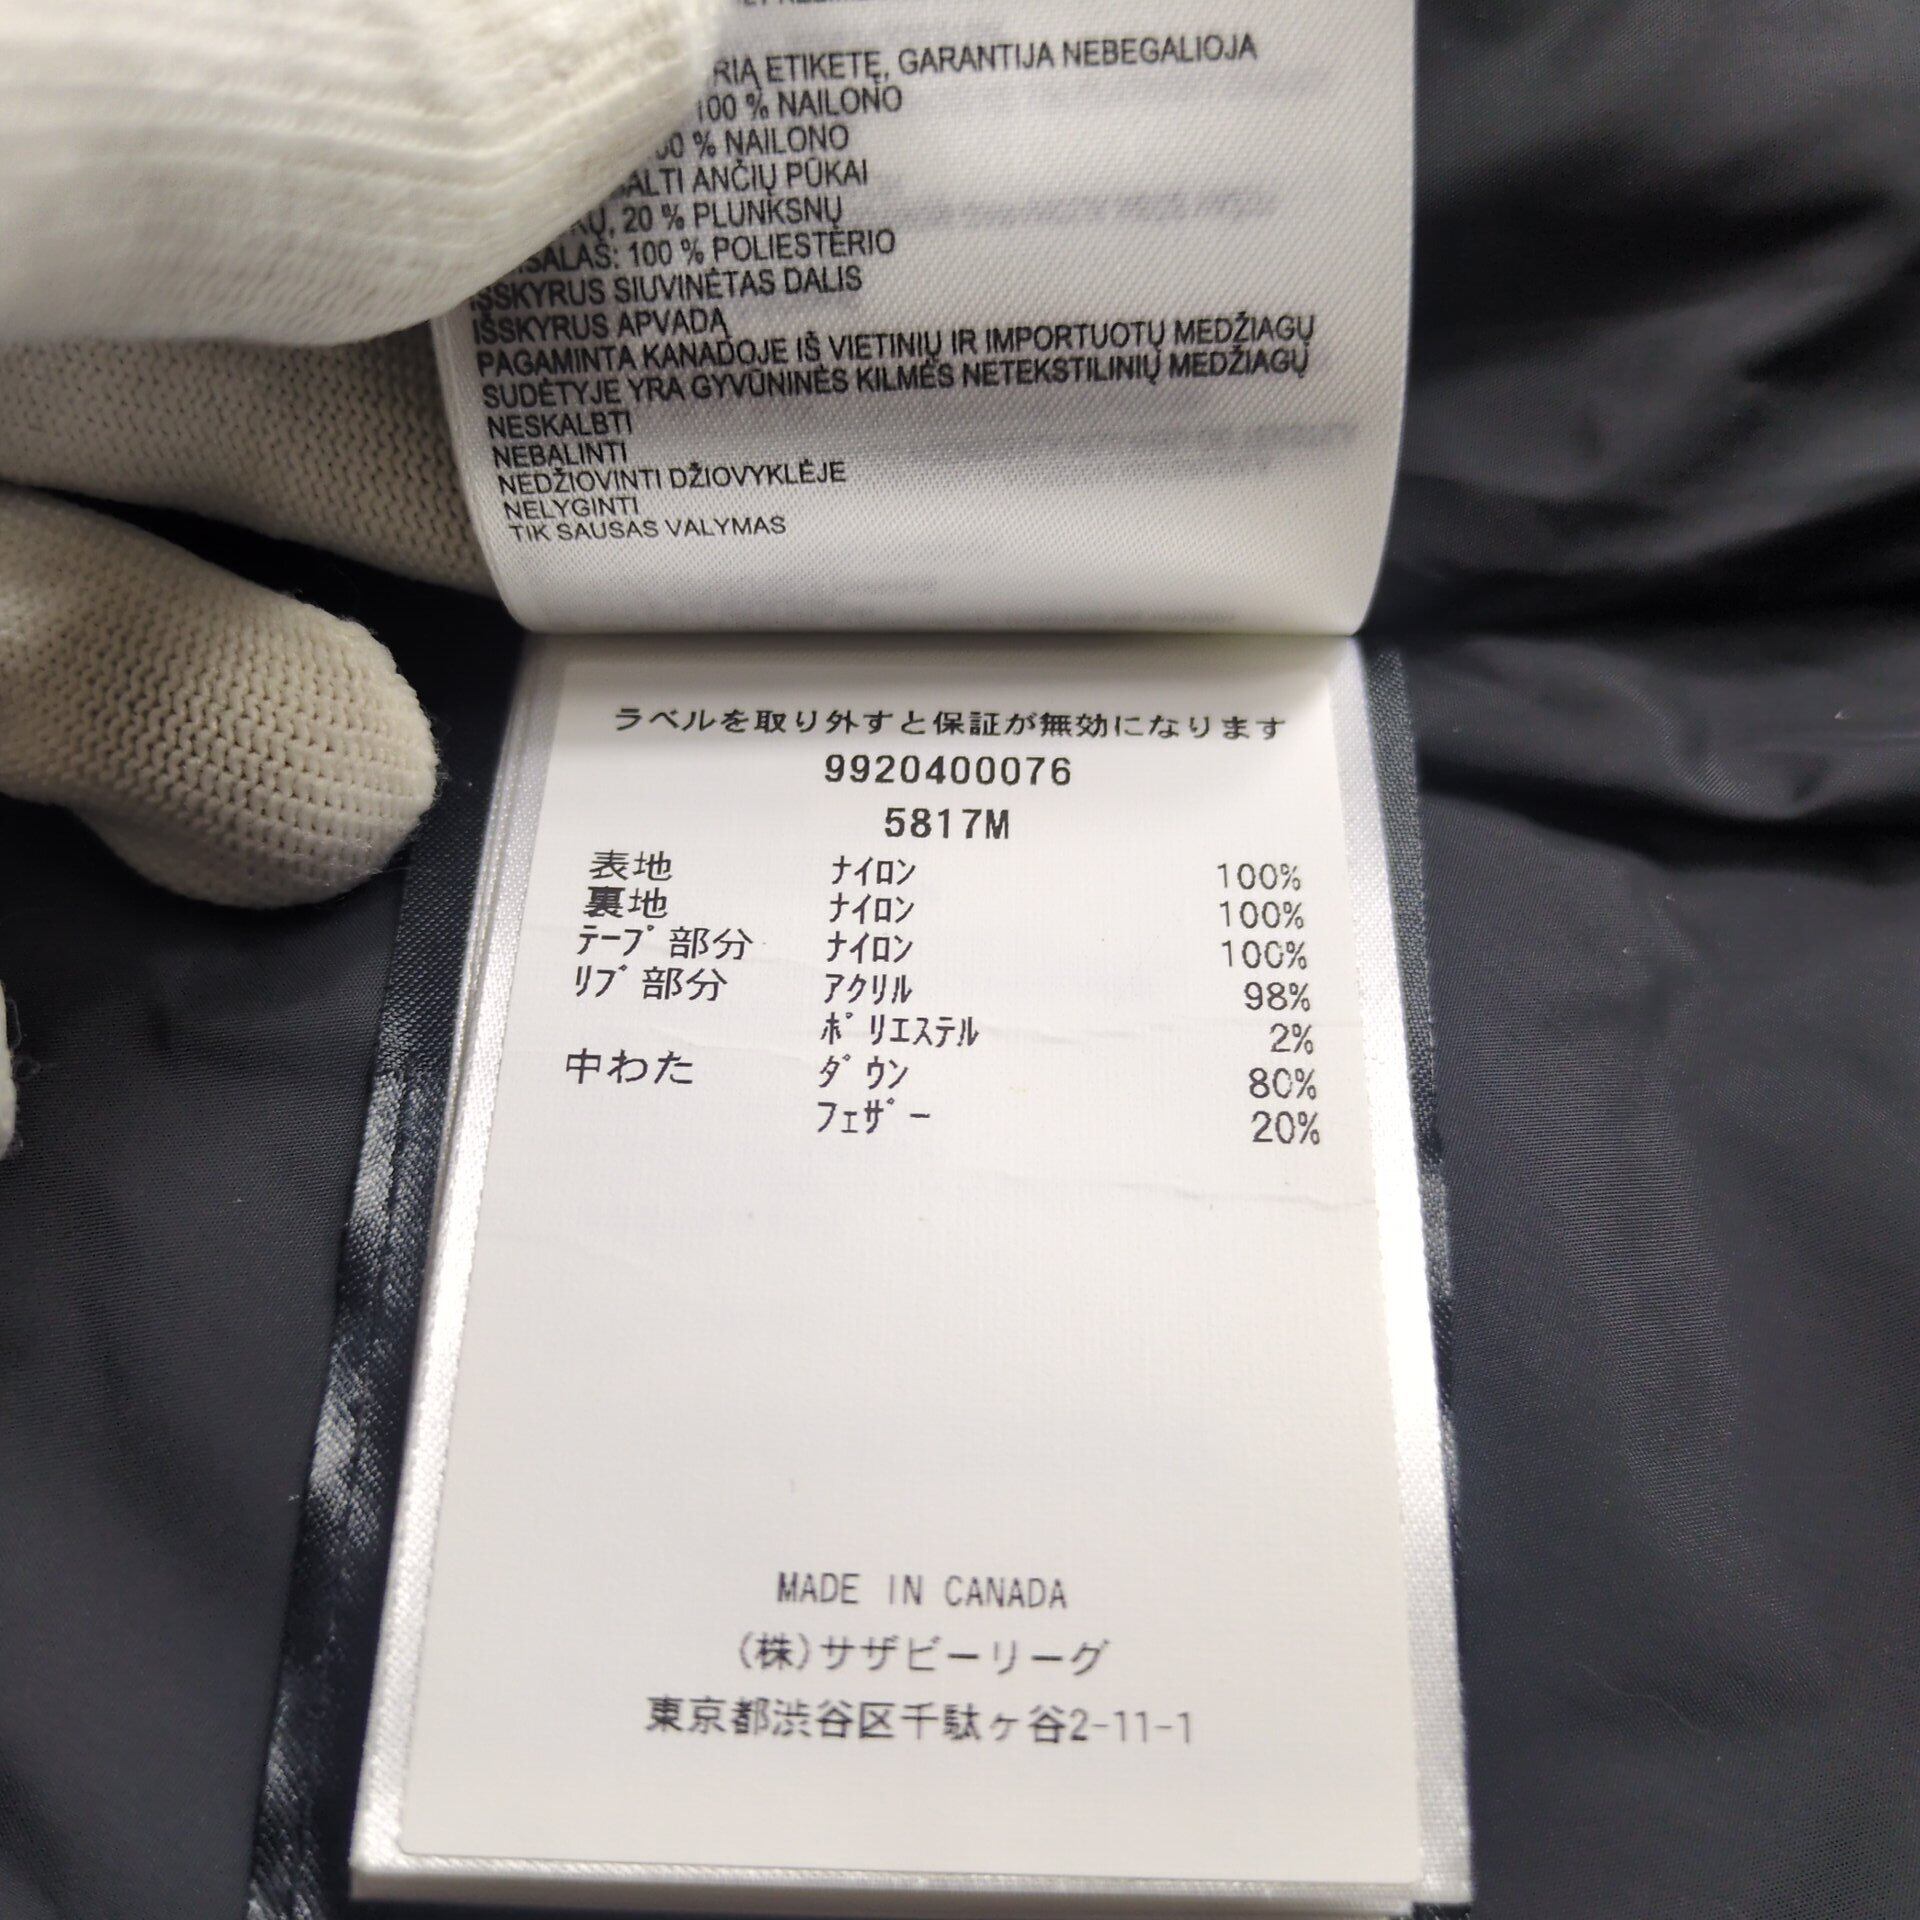 ETIKETĘ, GARANTIJA NEBEGALIOJA
100 % NAILONO
% NAILONO
ANČIŲ PŪKAI
20 % PLUNKSNŲ
100 % POLIESTERIO
IŠSKYRUS SIUVINĖTAS DALIS
IŠSKYRUS APVADĄ
PAGAMINTA KANADOJE IŠ VIETINIŲ IR IMPORTUOTŲ MEDŽIAGŲ
SUDĖTYJE YRA GYVŪNINĖS KILMĖS NETEKSTILINIŲ MEDŽIAGŲ
NESKALBTI
NEBALINTI
NEDŽIOVINTI DŽIOVYKLĖJE
NELYGINTI
TIK SAUSAS VALYMAS
ラベルを取り外すと保証が無効になります
9920400076
5817M
表地 ﾅｲﾛﾝ 100%
裏地 ﾅｲﾛﾝ 100%
ﾃｰﾌﾟ部分 ﾅｲﾛﾝ 100%
ﾘﾌﾞ部分 ｱｸﾘﾙ 98%
ﾎﾟﾘｴｽﾃﾙ 2%
中わた ﾀﾞｳﾝ 80%
ﾌｪｻﾞｰ 20%
MADE IN CANADA
(株)サザビーリーグ
東京都渋谷区千駄ヶ谷2-11-1